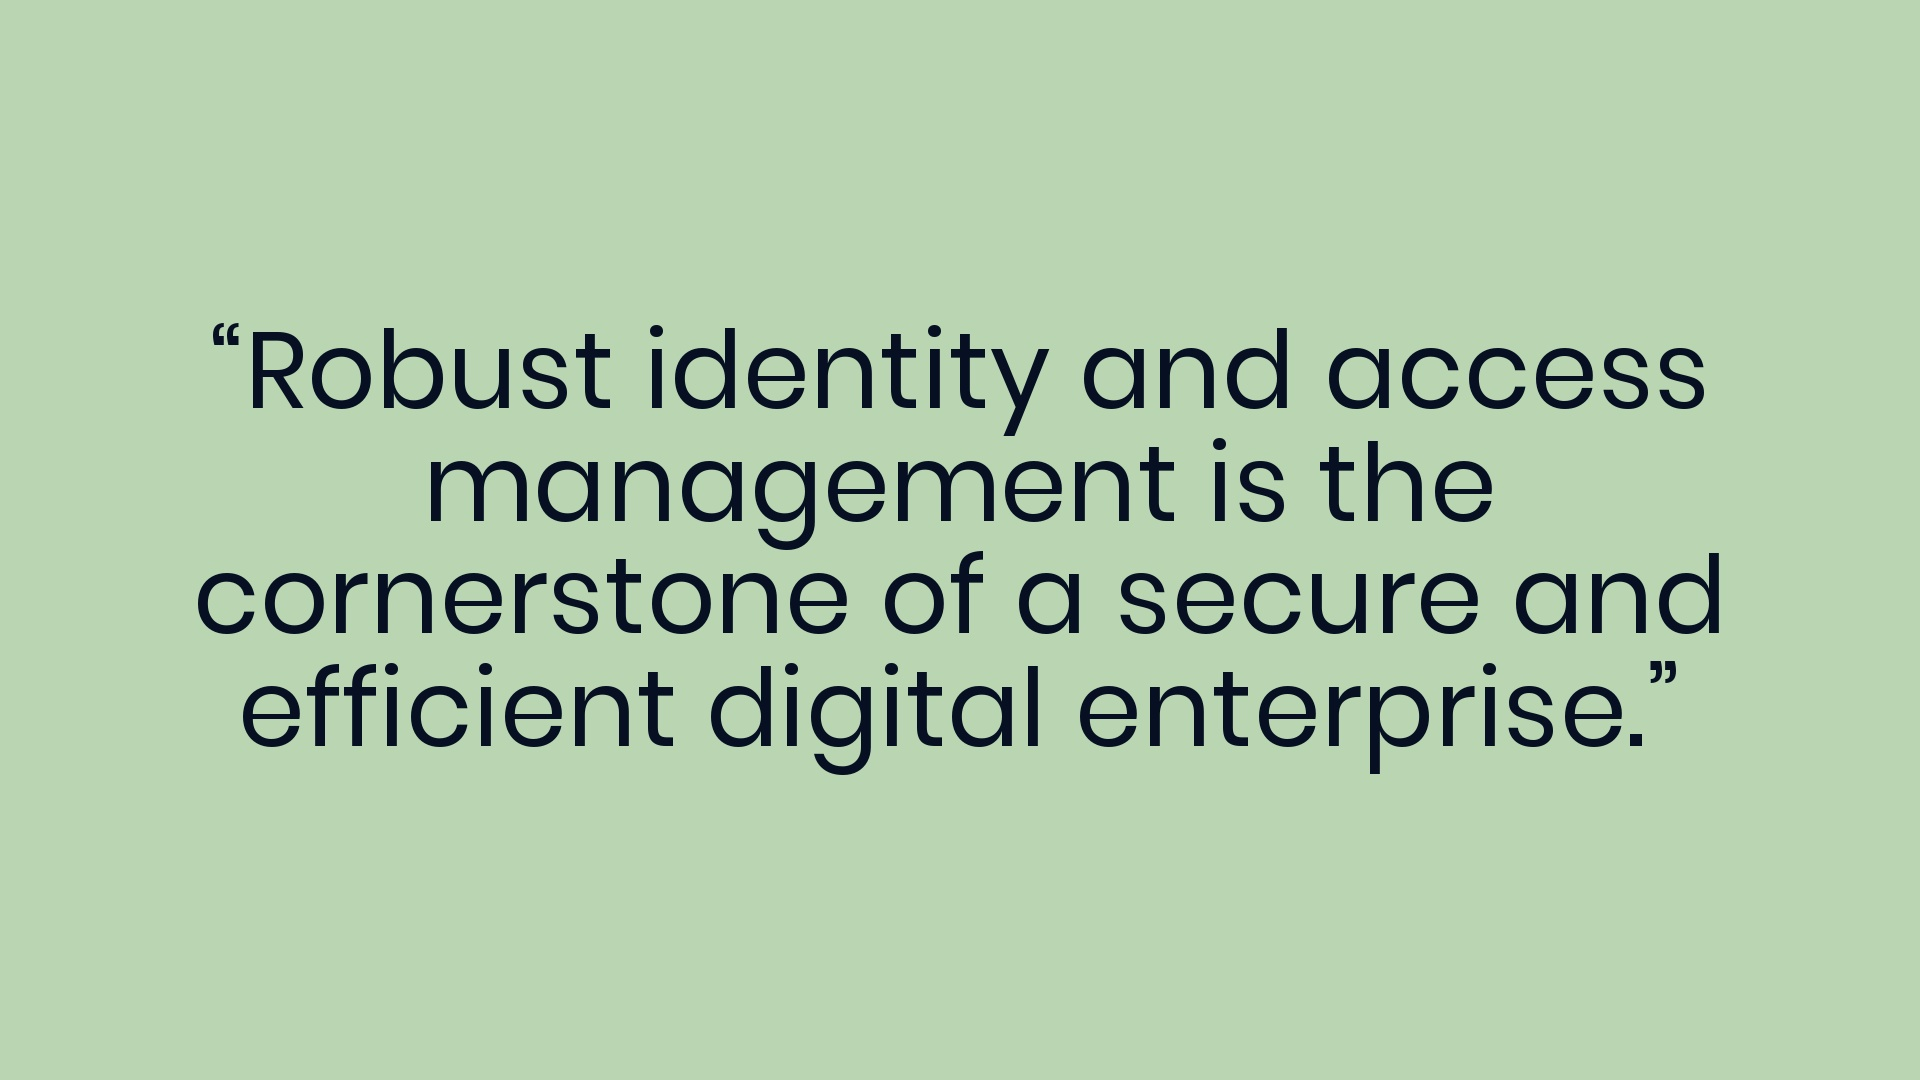 “Robust identity and access
management is the
cornerstone of a secure and
efficient digital enterprise.”